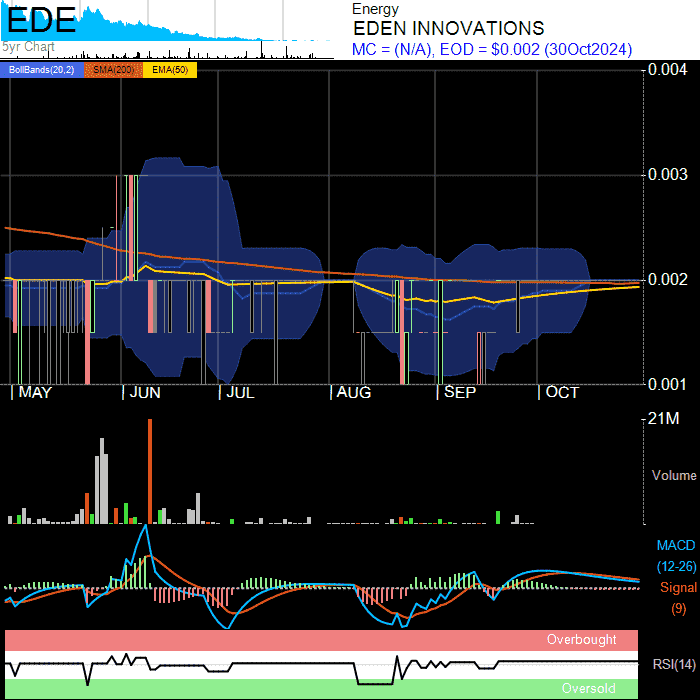 EDE
5yr Chart
Energy
EDEN INNOVATIONS
MC = (N/A), EOD = $0.002 (30Oct2024)
BollBands(20,2) SMA(200) EMA(50)
0.004
0.003
0.002
0.001
MAY JUN JUL AUG SEP OCT
21M
Volume
MACD
(12-26)
Signal
(9)
Overbought
RSI(14)
Oversold